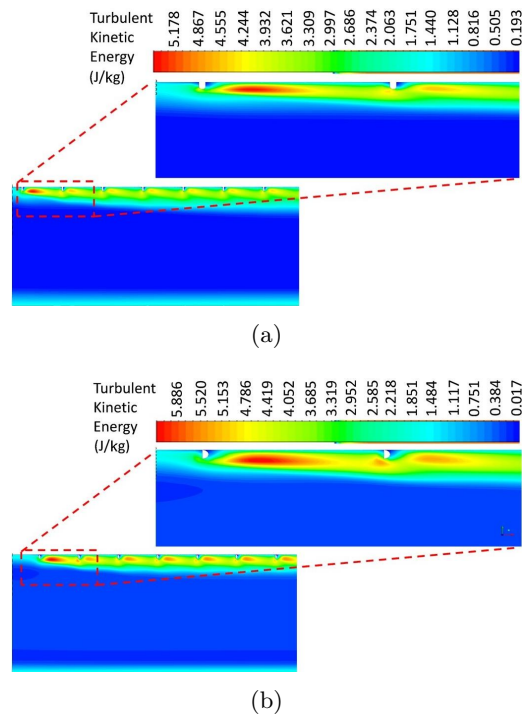 Turbulent
Kinetic
Energy
(J/kg)
5.178 4.867 4.555 4.244 3.932 3.621 3.309 2.997 2.686 2.374 2.063 1.751 1.440 1.128 0.816 0.505 0.193
(a)
Turbulent
Kinetic
Energy
(J/kg)
5.886 5.520 5.153 4.786 4.419 4.052 3.685 3.319 2.952 2.585 2.218 1.851 1.484 1.117 0.751 0.384 0.017
(b)